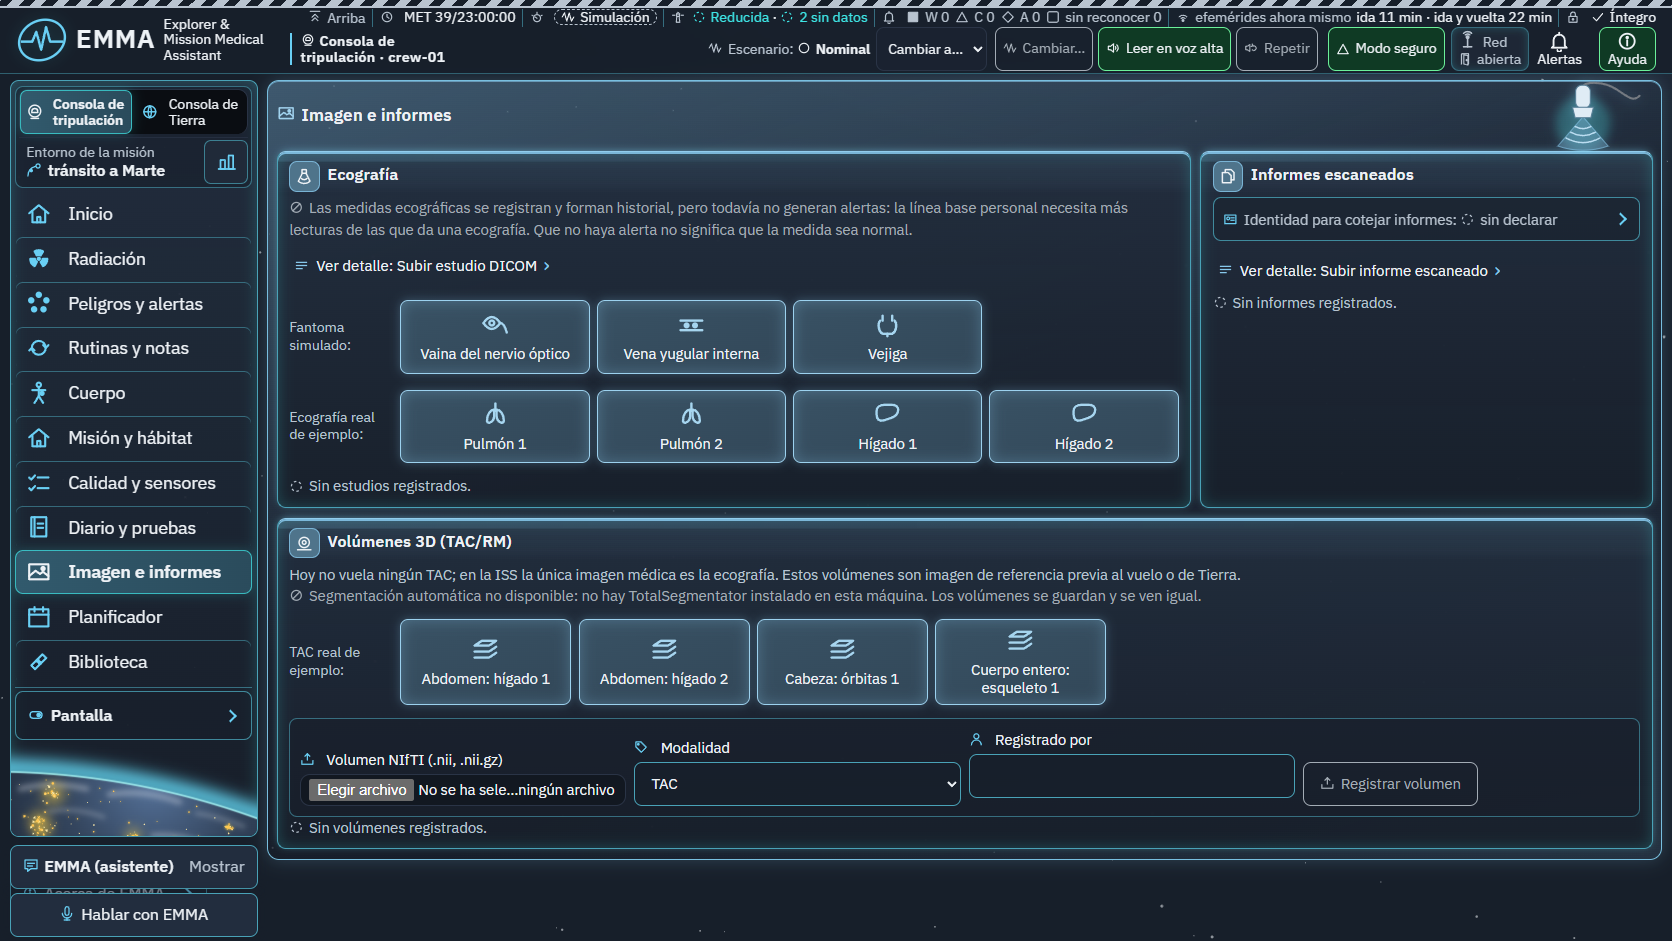 Arriba
MET 39/23:00:00
Simulación
Reducida · 2 sin datos
W 0 C 0 A 0 sin reconocer 0
efemérides ahora mismo ida 11 min · ida y vuelta 22 min
Íntegro
EMMA
Explorer &
Mission Medical
Assistant
Consola de
tripulación · crew-01
Escenario: Nominal
Cambiar a...
Cambiar...
Leer en voz alta
Repetir
Modo seguro
Red
abierta
Alertas
Ayuda
Consola de
tripulación
Consola de
Tierra
Entorno de la misión
tránsito a Marte
Inicio
Radiación
Peligros y alertas
Rutinas y notas
Cuerpo
Misión y hábitat
Calidad y sensores
Diario y pruebas
Imagen e informes
Planificador
Biblioteca
Pantalla
EMMA (asistente) Mostrar
Acerca de EMMA
Hablar con EMMA
Imagen e informes
Ecografía
Las medidas ecográficas se registran y forman historial, pero todavía no generan alertas: la línea base personal necesita más
lecturas de las que da una ecografía. Que no haya alerta no significa que la medida sea normal.
Ver detalle: Subir estudio DICOM
Fantoma
simulado:
Vaina del nervio óptico
Vena yugular interna
Vejiga
Ecografía real
de ejemplo:
Pulmón 1
Pulmón 2
Hígado 1
Hígado 2
Sin estudios registrados.
Informes escaneados
Identidad para cotejar informes: sin declarar
Ver detalle: Subir informe escaneado
Sin informes registrados.
Volúmenes 3D (TAC/RM)
Hoy no vuela ningún TAC; en la ISS la única imagen médica es la ecografía. Estos volúmenes son imagen de referencia previa al vuelo o de Tierra.
Segmentación automática no disponible: no hay TotalSegmentator instalado en esta máquina. Los volúmenes se guardan y se ven igual.
TAC real de
ejemplo:
Abdomen: hígado 1
Abdomen: hígado 2
Cabeza: órbitas 1
Cuerpo entero:
esqueleto 1
Volumen NIfTI (.nii, .nii.gz)
Elegir archivo No se ha sele...ningún archivo
Modalidad
TAC
Registrado por
Registrar volumen
Sin volúmenes registrados.